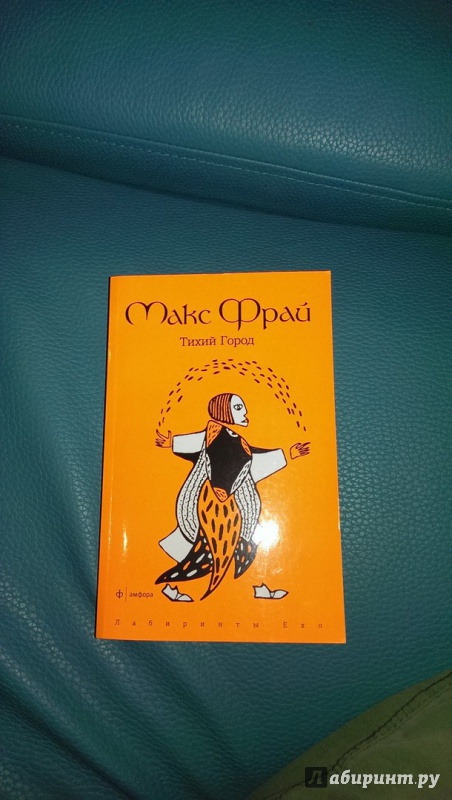 Макс Фрай
Тихий Город
ф | амфора
Лабиринты Ехо
Лабиринт.ру